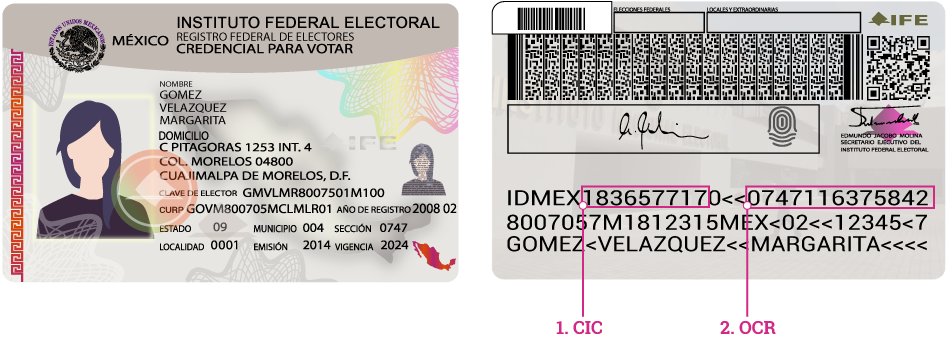 ESTADOS UNIDOS MEXICANOS
MÉXICO
INSTITUTO FEDERAL ELECTORAL
REGISTRO FEDERAL DE ELECTORES
CREDENCIAL PARA VOTAR
NOMBRE
GOMEZ
VELAZQUEZ
MARGARITA
DOMICILIO
C PITAGORAS 1253 INT. 4
COL. MORELOS 04800
CUAJIMALPA DE MORELOS, D.F.
CLAVE DE ELECTOR GMVLMR8007501M100
CURP GOVM800705MCLMLR01 AÑO DE REGISTRO 2008 02
ESTADO 09 MUNICIPIO 004 SECCIÓN 0747
LOCALIDAD 0001 EMISIÓN 2014 VIGENCIA 2024
IFE
ELECCIONES FEDERALES
LOCALES Y EXTRAORDINARIAS
IFE
EDMUNDO JACOBO MOLINA
SECRETARIO EJECUTIVO DEL
INSTITUTO FEDERAL ELECTORAL
IDMEX1836577170<<0747116375842
8007057M1812315MEX<02<<12345<7
GOMEZ<VELAZQUEZ<<MARGARITA<<<<
1. CIC
2. OCR